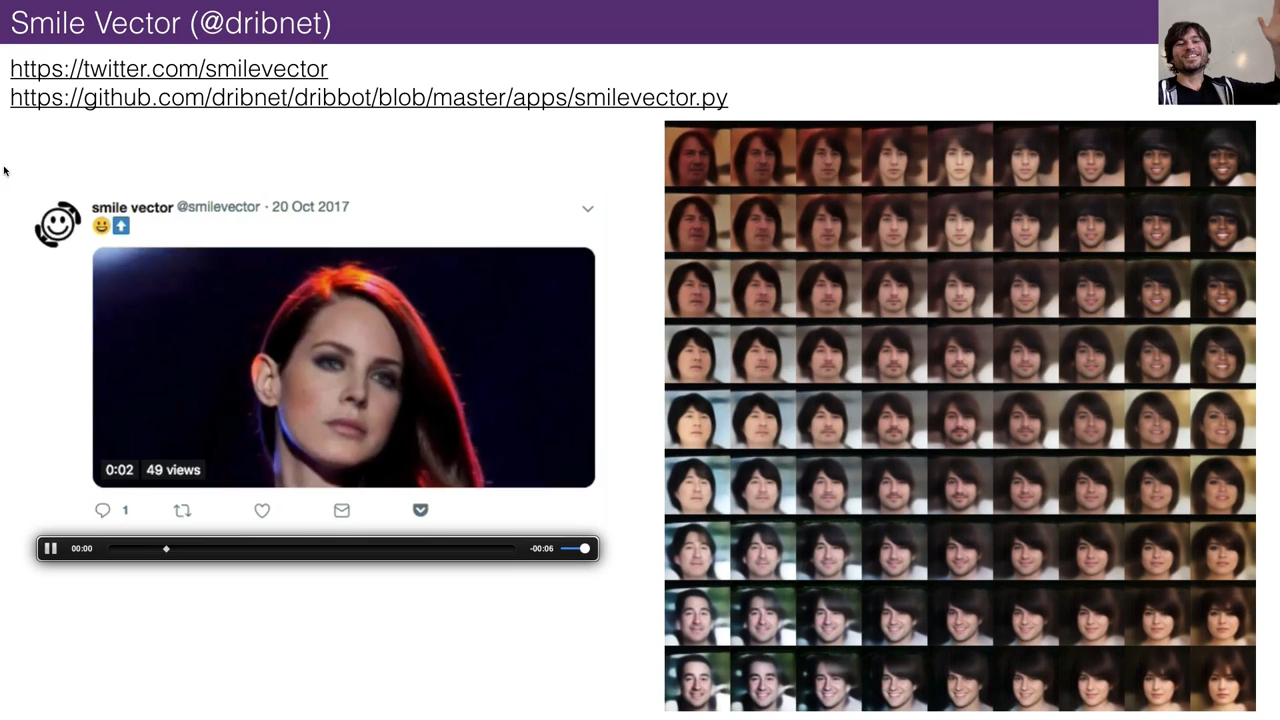 Smile Vector (@dribnet)
https://twitter.com/smilevector
https://github.com/dribnet/dribbot/blob/master/apps/smilevector.py
smile vector @smilevector · 20 Oct 2017
0:02 49 views
1
00:00 -00:06